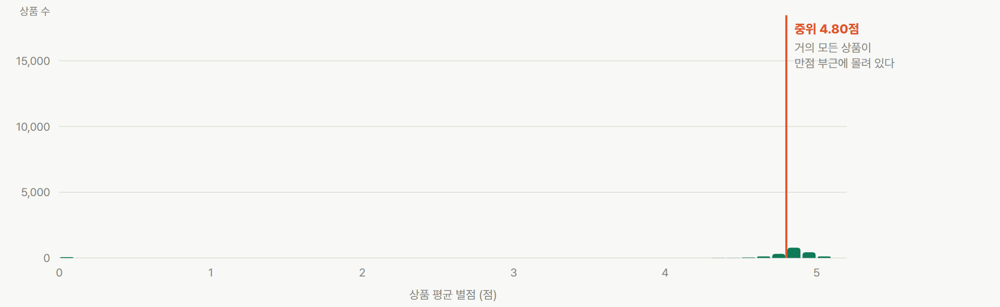 상품 수
중위 4.80점
거의 모든 상품이
만점 부근에 몰려 있다
15,000
10,000
5,000
0
0 1 2 3 4 5
상품 평균 별점 (점)